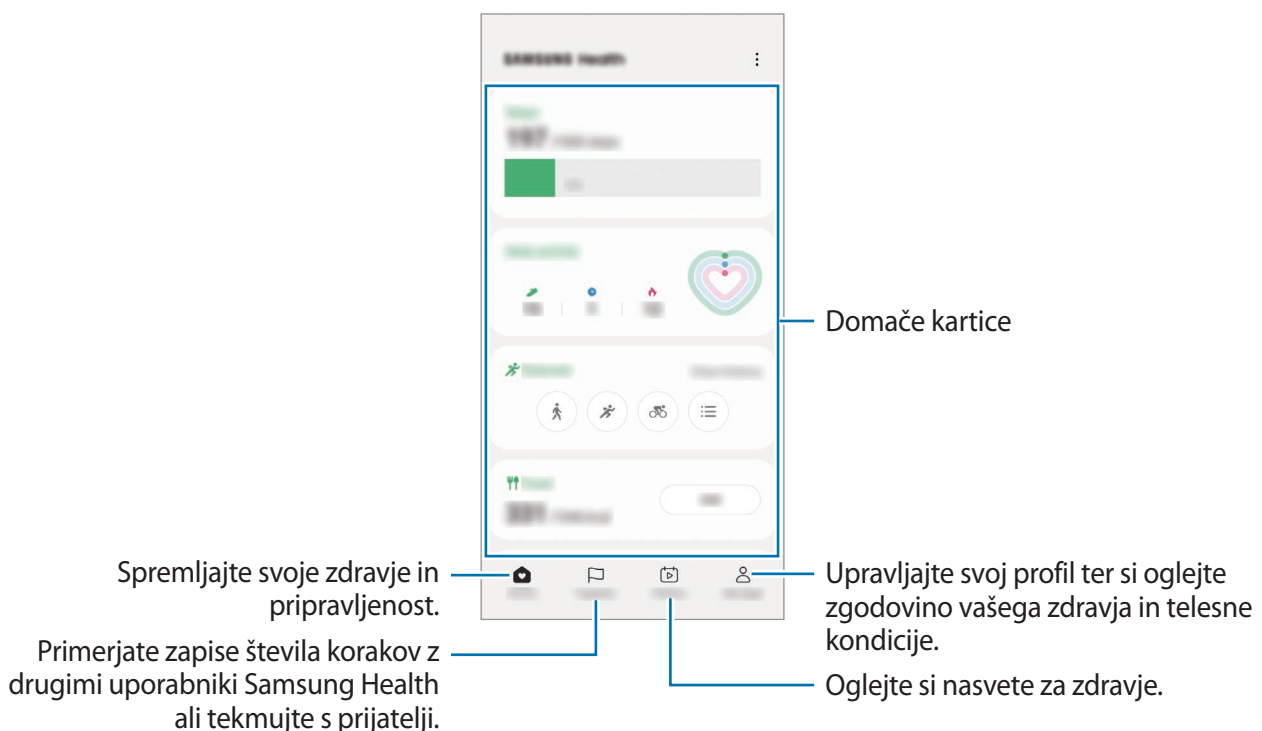 SAMSUNG Health
Domače kartice
Spremljajte svoje zdravje in
pripravljenost.
Primerjate zapise števila korakov z
drugimi uporabniki Samsung Health
ali tekmujte s prijatelji.
Upravljajte svoj profil ter si oglejte
zgodovino vašega zdravja in telesne
kondicije.
Oglejte si nasvete za zdravje.